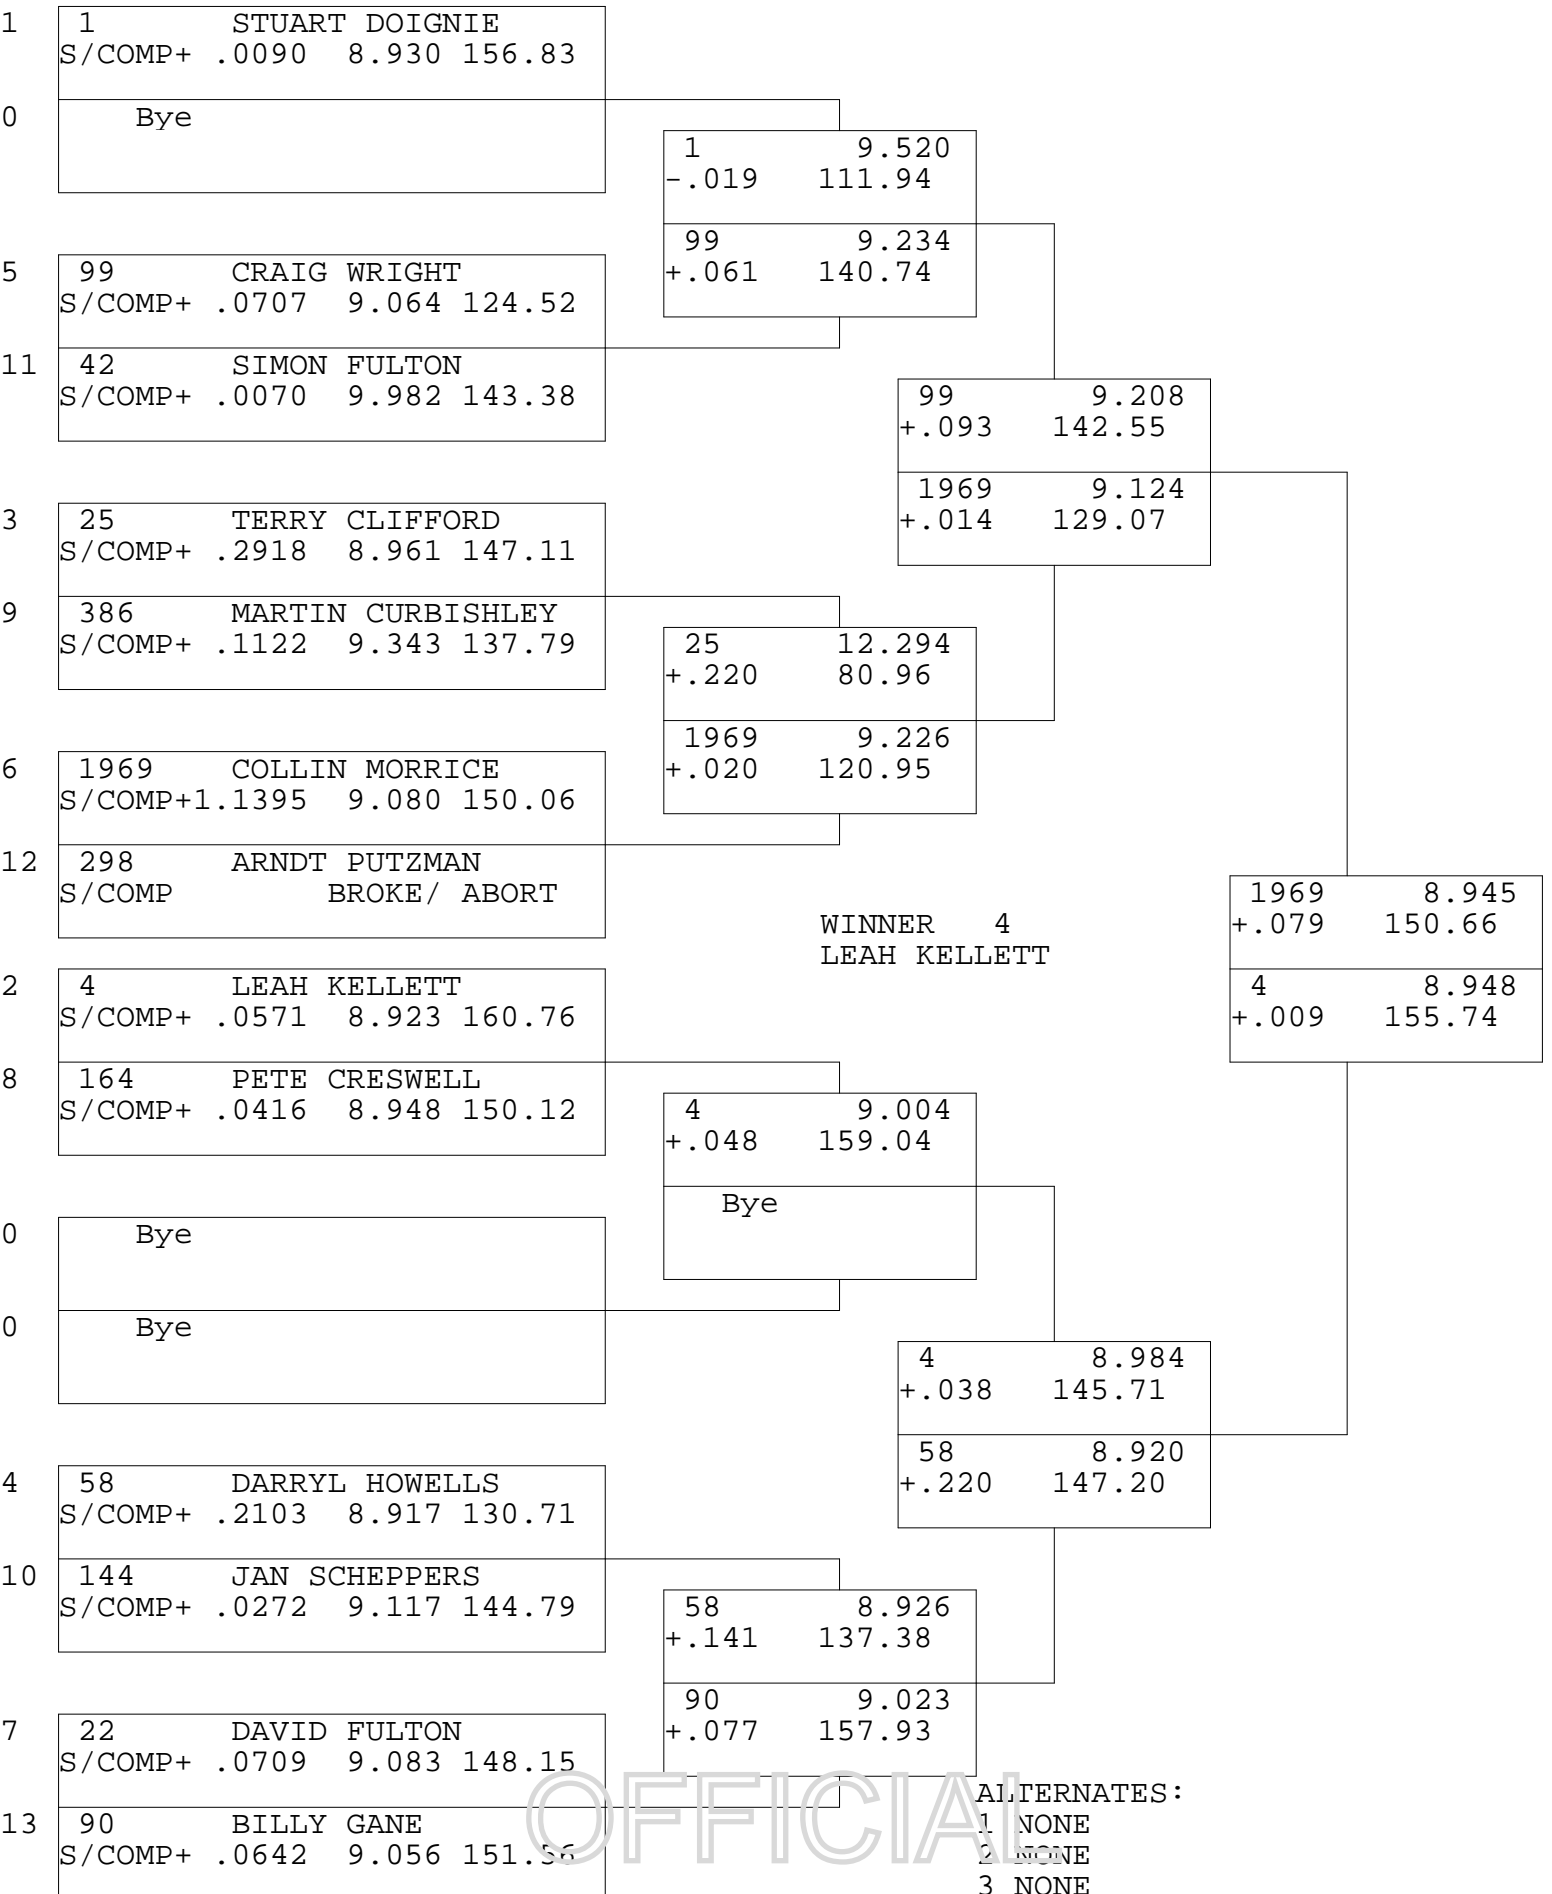 1 1 STUART DOIGNIE
S/COMP+ .0090 8.930 156.83
0 Bye
1 9.520
-.019 111.94
99 9.234
+.061 140.74
5 99 CRAIG WRIGHT
S/COMP+ .0707 9.064 124.52
11 42 SIMON FULTON
S/COMP+ .0070 9.982 143.38
99 9.208
+.093 142.55
1969 9.124
+.014 129.07
3 25 TERRY CLIFFORD
S/COMP+ .2918 8.961 147.11
9 386 MARTIN CURBISHLEY
S/COMP+ .1122 9.343 137.79
25 12.294
+.220 80.96
1969 9.226
+.020 120.95
6 1969 COLLIN MORRICE
S/COMP+1.1395 9.080 150.06
12 298 ARNDT PUTZMAN
S/COMP BROKE/ ABORT
WINNER 4
LEAH KELLETT
1969 8.945
+.079 150.66
4 8.948
+.009 155.74
2 4 LEAH KELLETT
S/COMP+ .0571 8.923 160.76
8 164 PETE CRESWELL
S/COMP+ .0416 8.948 150.12
4 9.004
+.048 159.04
Bye
0 Bye
0 Bye
4 8.984
+.038 145.71
58 8.920
+.220 147.20
4 58 DARRYL HOWELLS
S/COMP+ .2103 8.917 130.71
10 144 JAN SCHEPPERS
S/COMP+ .0272 9.117 144.79
58 8.926
+.141 137.38
90 9.023
+.077 157.93
7 22 DAVID FULTON
S/COMP+ .0709 9.083 148.15
13 90 BILLY GANE
S/COMP+ .0642 9.056 151.56
OFFICIAL
ALTERNATES:
1 NONE
2 NONE
3 NONE